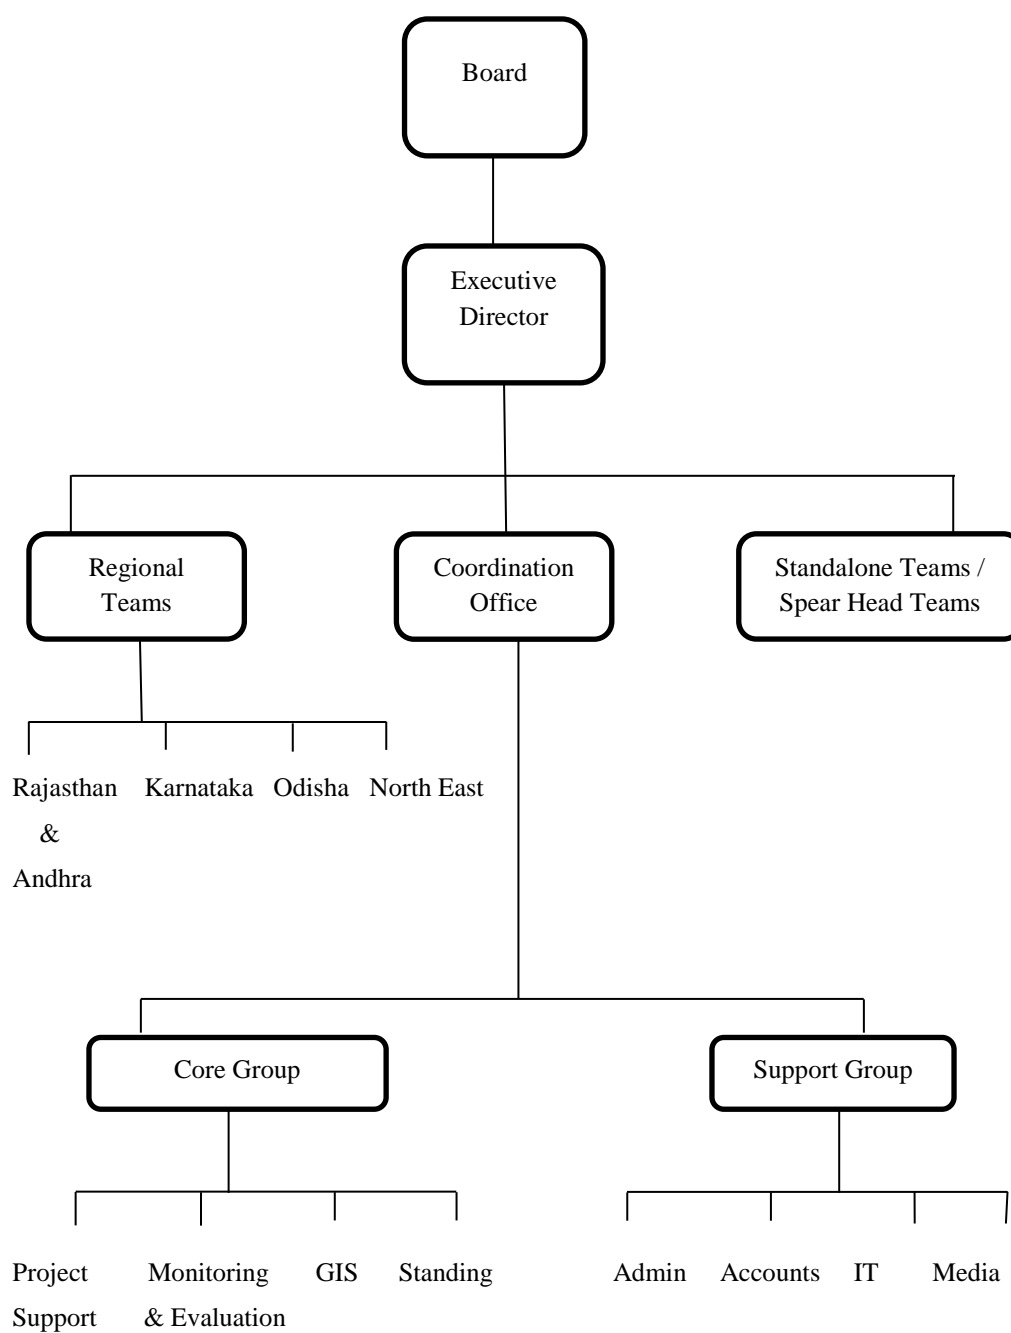 Board
Executive
Director
Regional
Teams
Coordination
Office
Standalone Teams /
Spear Head Teams
Rajasthan Karnataka Odisha North East
&
Andhra
Core Group
Support Group
Project Monitoring GIS Standing
Support & Evaluation
Admin Accounts IT Media